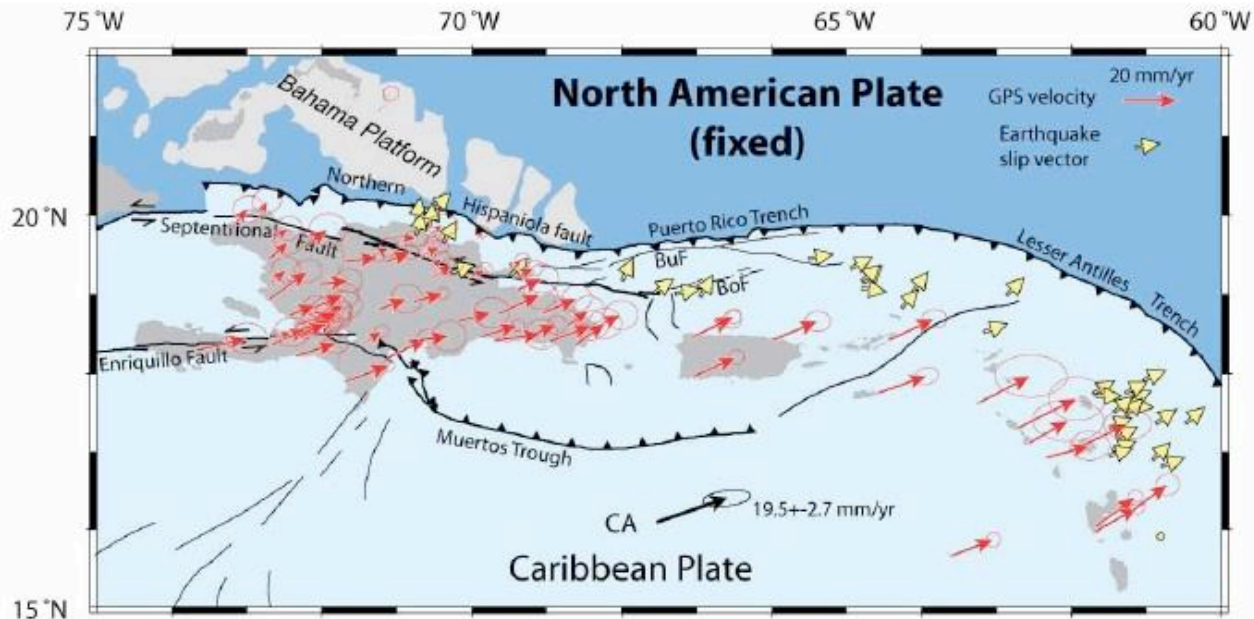 75 °W
70 °W
65 °W
60 °W
Bahama Platform
North American Plate
(fixed)
20 mm/yr
GPS velocity
Earthquake
slip vector
20 °N
Northern
Hispaniola fault
Puerto Rico Trench
Septentrional
Fault
BuF
BoF
Lesser Antilles
Trench
Enriquillo Fault
Muertos Trough
CA
19.5+-2.7 mm/yr
Caribbean Plate
15 °N